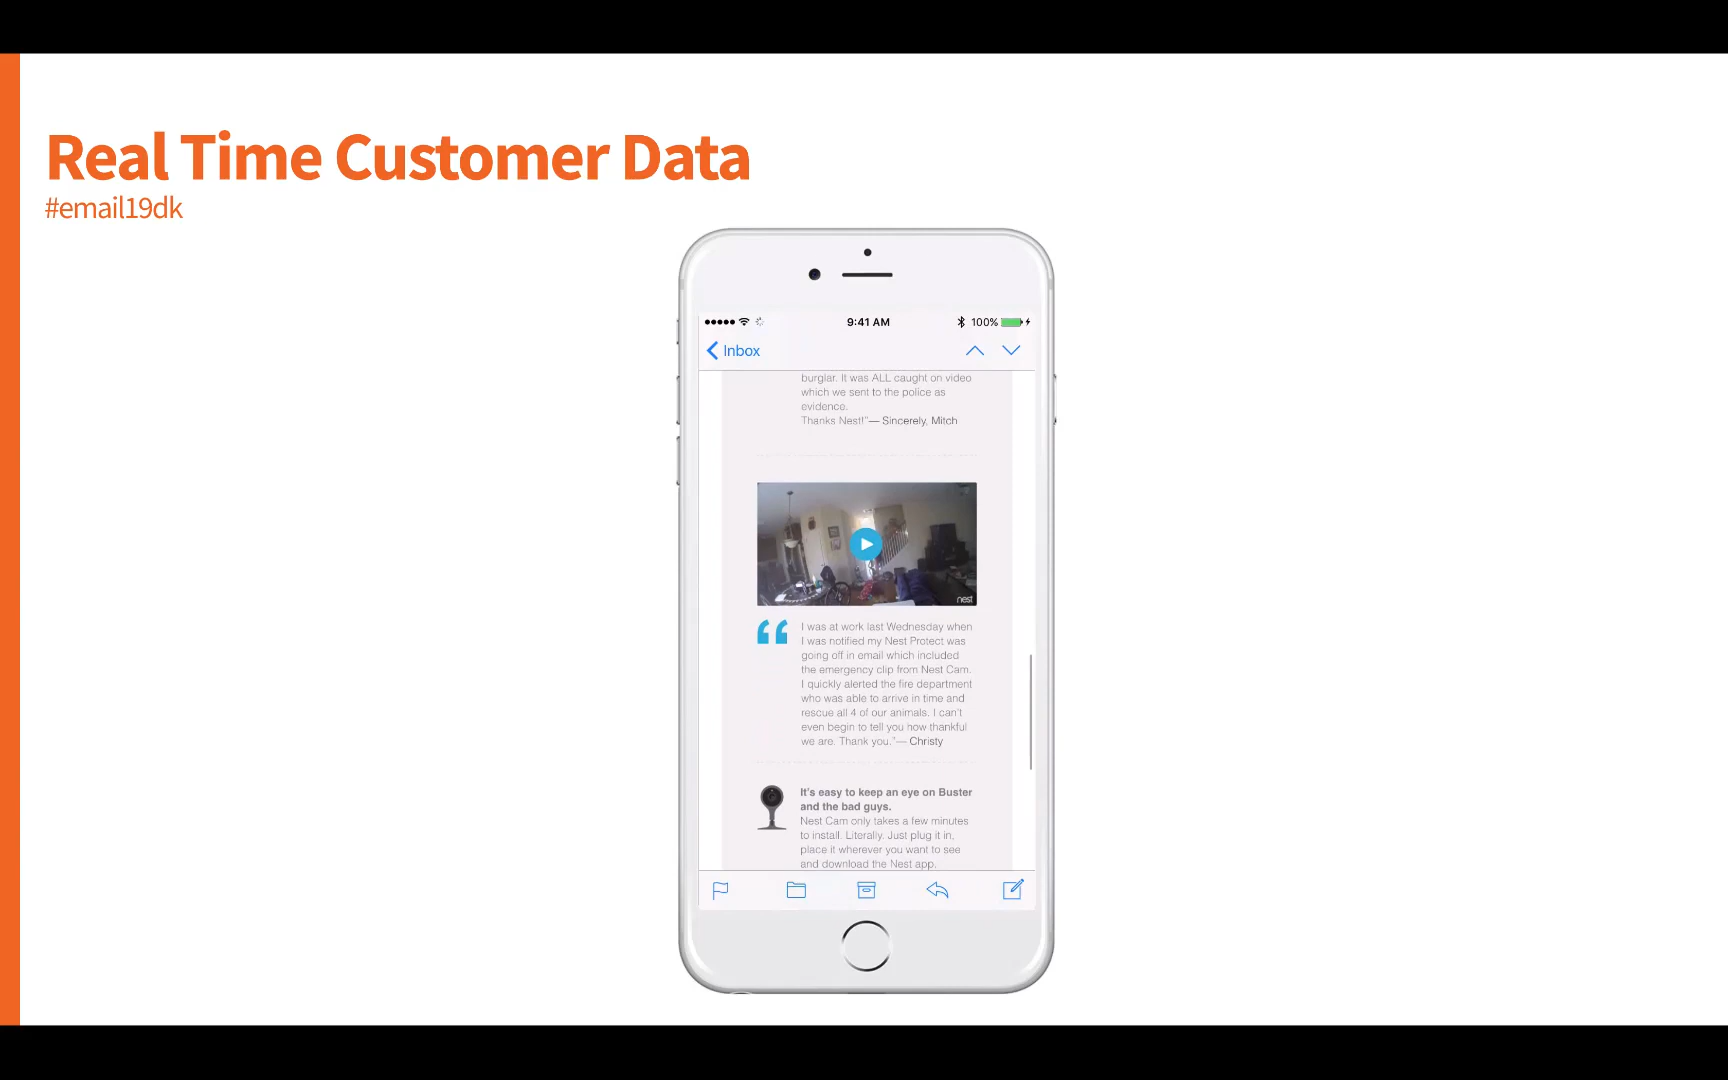 Real Time Customer Data
#email19dk
9:41 AM
100%
Inbox
burglar. It was ALL caught on video
which we sent to the police as
evidence.
Thanks Nest!"— Sincerely, Mitch
nest
“
I was at work last Wednesday when
I was notified my Nest Protect was
going off in email which included
the emergency clip from Nest Cam.
I quickly alerted the fire department
who was able to arrive in time and
rescue all 4 of our animals. I can't
even begin to tell you how thankful
we are. Thank you."— Christy
It's easy to keep an eye on Buster
and the bad guys.
Nest Cam only takes a few minutes
to install. Literally. Just plug it in,
place it wherever you want to see
and download the Nest app.